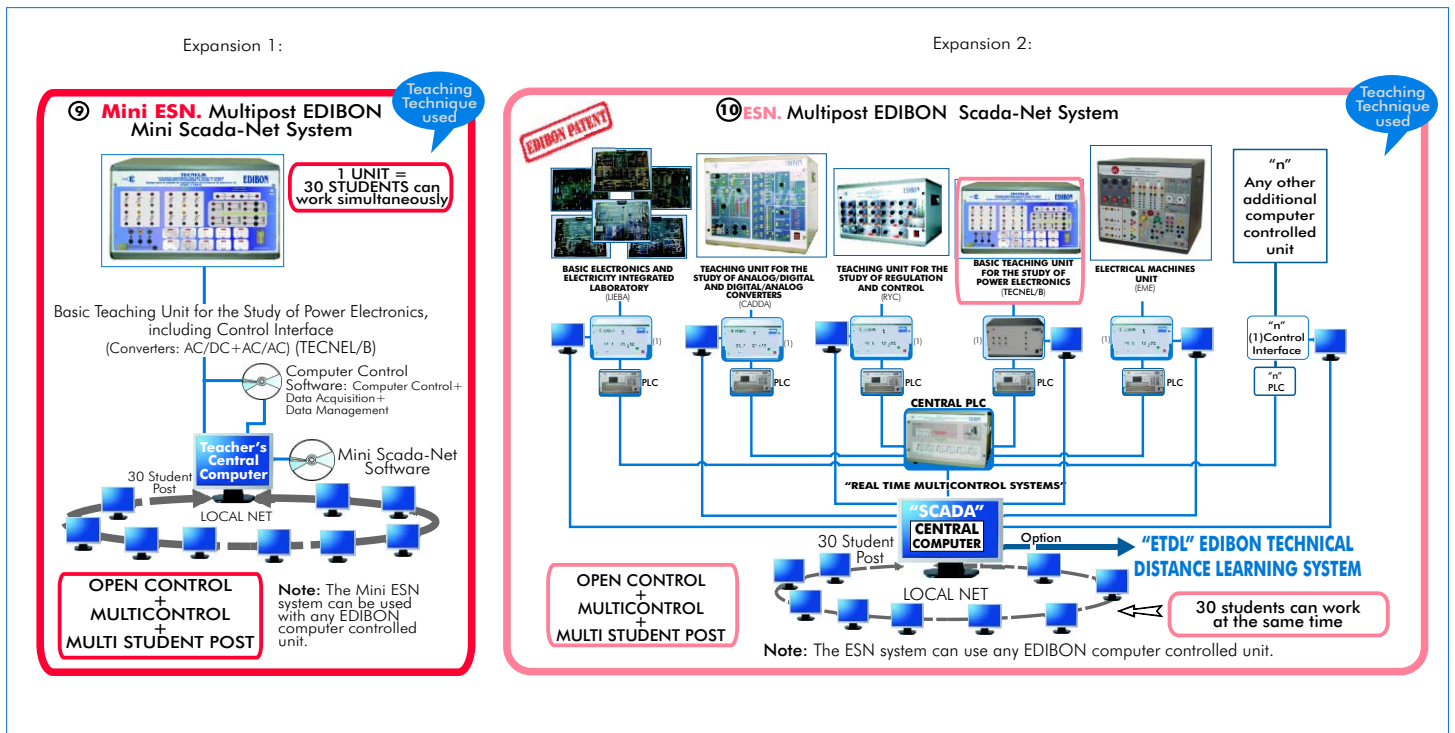 Expansion 1:
Teaching
Technique
used
⑨ Mini ESN. Multipost EDIBON
Mini Scada-Net System
TECNEL/B
EDIBON
1 UNIT =
30 STUDENTS can
work simultaneously
Basic Teaching Unit for the Study of Power Electronics,
including Control Interface
(Converters: AC/DC+AC/AC) (TECNEL/B)
Computer Control
Software: Computer Control+
Data Acquisition+
Data Management
Teacher's
Central
Computer
Mini Scada-Net
Software
30 Student
Post
LOCAL NET
OPEN CONTROL
+
MULTICONTROL
+
MULTI STUDENT POST
Note: The Mini ESN
system can be used
with any EDIBON
computer controlled
unit.
Expansion 2:
Teaching
Technique
used
⑩ ESN. Multipost EDIBON Scada-Net System
EDIBON PATENT
BASIC ELECTRONICS AND
ELECTRICITY INTEGRATED
LABORATORY
(LIEBA)
TEACHING UNIT FOR THE
STUDY OF ANALOG/DIGITAL
AND DIGITAL/ANALOG
CONVERTERS
(CADDA)
TEACHING UNIT FOR THE
STUDY OF REGULATION
AND CONTROL
(RYC)
TECNEL/B
EDIBON
BASIC TEACHING UNIT
FOR THE STUDY OF
POWER ELECTRONICS
(TECNEL/B)
ELECTRICAL MACHINES
UNIT
(EME)
"n"
Any other
additional
computer
controlled
unit
(1)
(1)
(1)
(1)
(1)
"n"
(1)Control
Interface
PLC
PLC
PLC
PLC
PLC
"n"
PLC
CENTRAL PLC
"REAL TIME MULTICONTROL SYSTEMS"
"SCADA"
CENTRAL
COMPUTER
Option
"ETDL" EDIBON TECHNICAL
DISTANCE LEARNING SYSTEM
30 Student
Post
LOCAL NET
30 students can work
at the same time
OPEN CONTROL
+
MULTICONTROL
+
MULTI STUDENT POST
Note: The ESN system can use any EDIBON computer controlled unit.